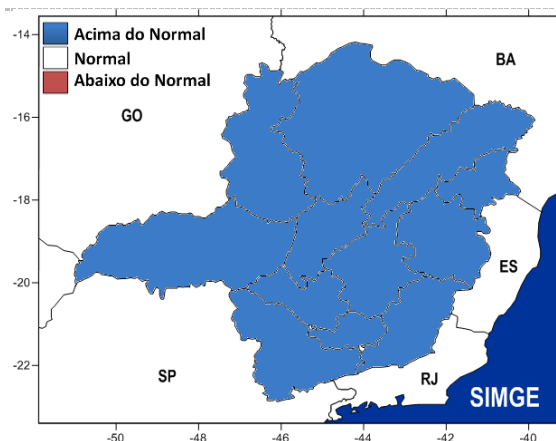 Acima do Normal
Normal
Abaixo do Normal
BA
GO
ES
SP
RJ
SIMGE
-14
-16
-18
-20
-22
-50
-48
-46
-44
-42
-40